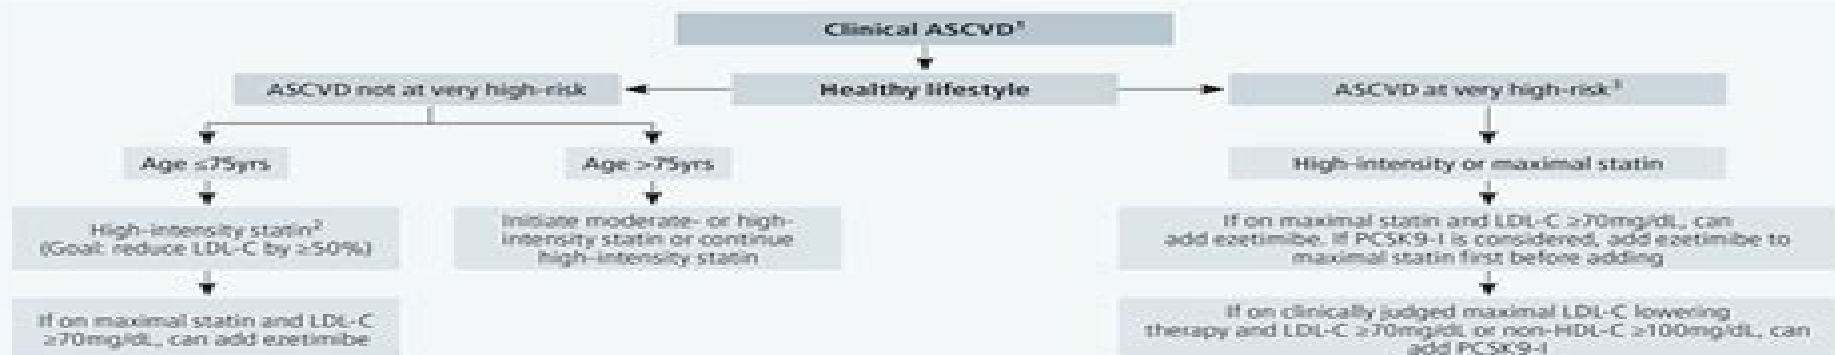 Clinical ASCVD¹
ASCVD not at very high-risk
Healthy lifestyle
ASCVD at very high-risk³
Age ≤75yrs
Age >75yrs
High-intensity or maximal statin
High-intensity statin²
(Goal: reduce LDL-C by ≥50%)
Initiate moderate- or high-
intensity statin or continue
high-intensity statin
If on maximal statin and LDL-C ≥70mg/dL, can
add ezetimibe. If PCSK9-I is considered, add ezetimibe to
maximal statin first before adding
If on maximal statin and LDL-C
≥70mg/dL, can add ezetimibe
If on clinically judged maximal LDL-C lowering
therapy and LDL-C ≥70mg/dL or non-HDL-C ≥100mg/dL, can
add PCSK9-I